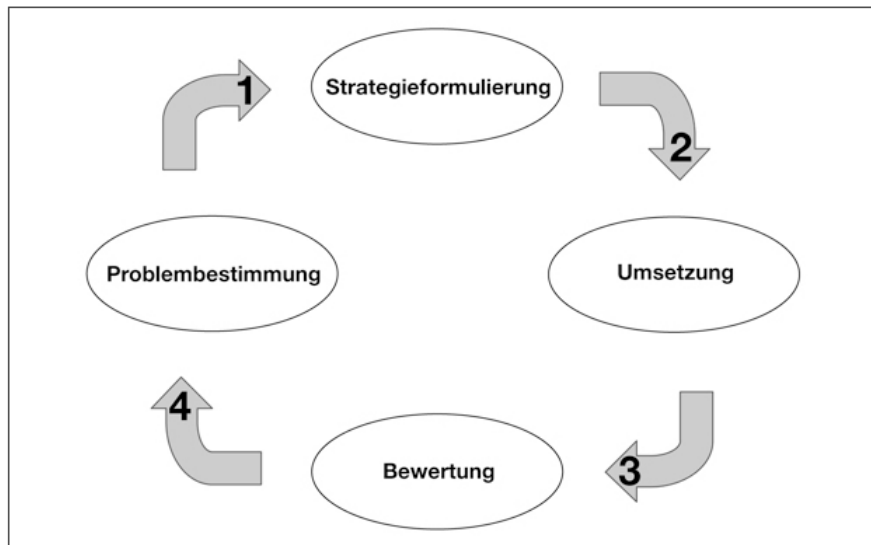 1
Strategieformulierung
2
Problembestimmung
Umsetzung
4
3
Bewertung